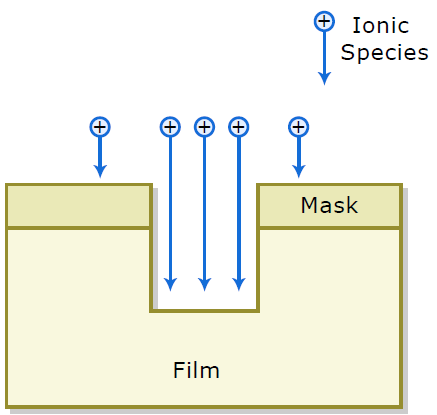 Ionic
Species
+
+ + + +
Mask
Film